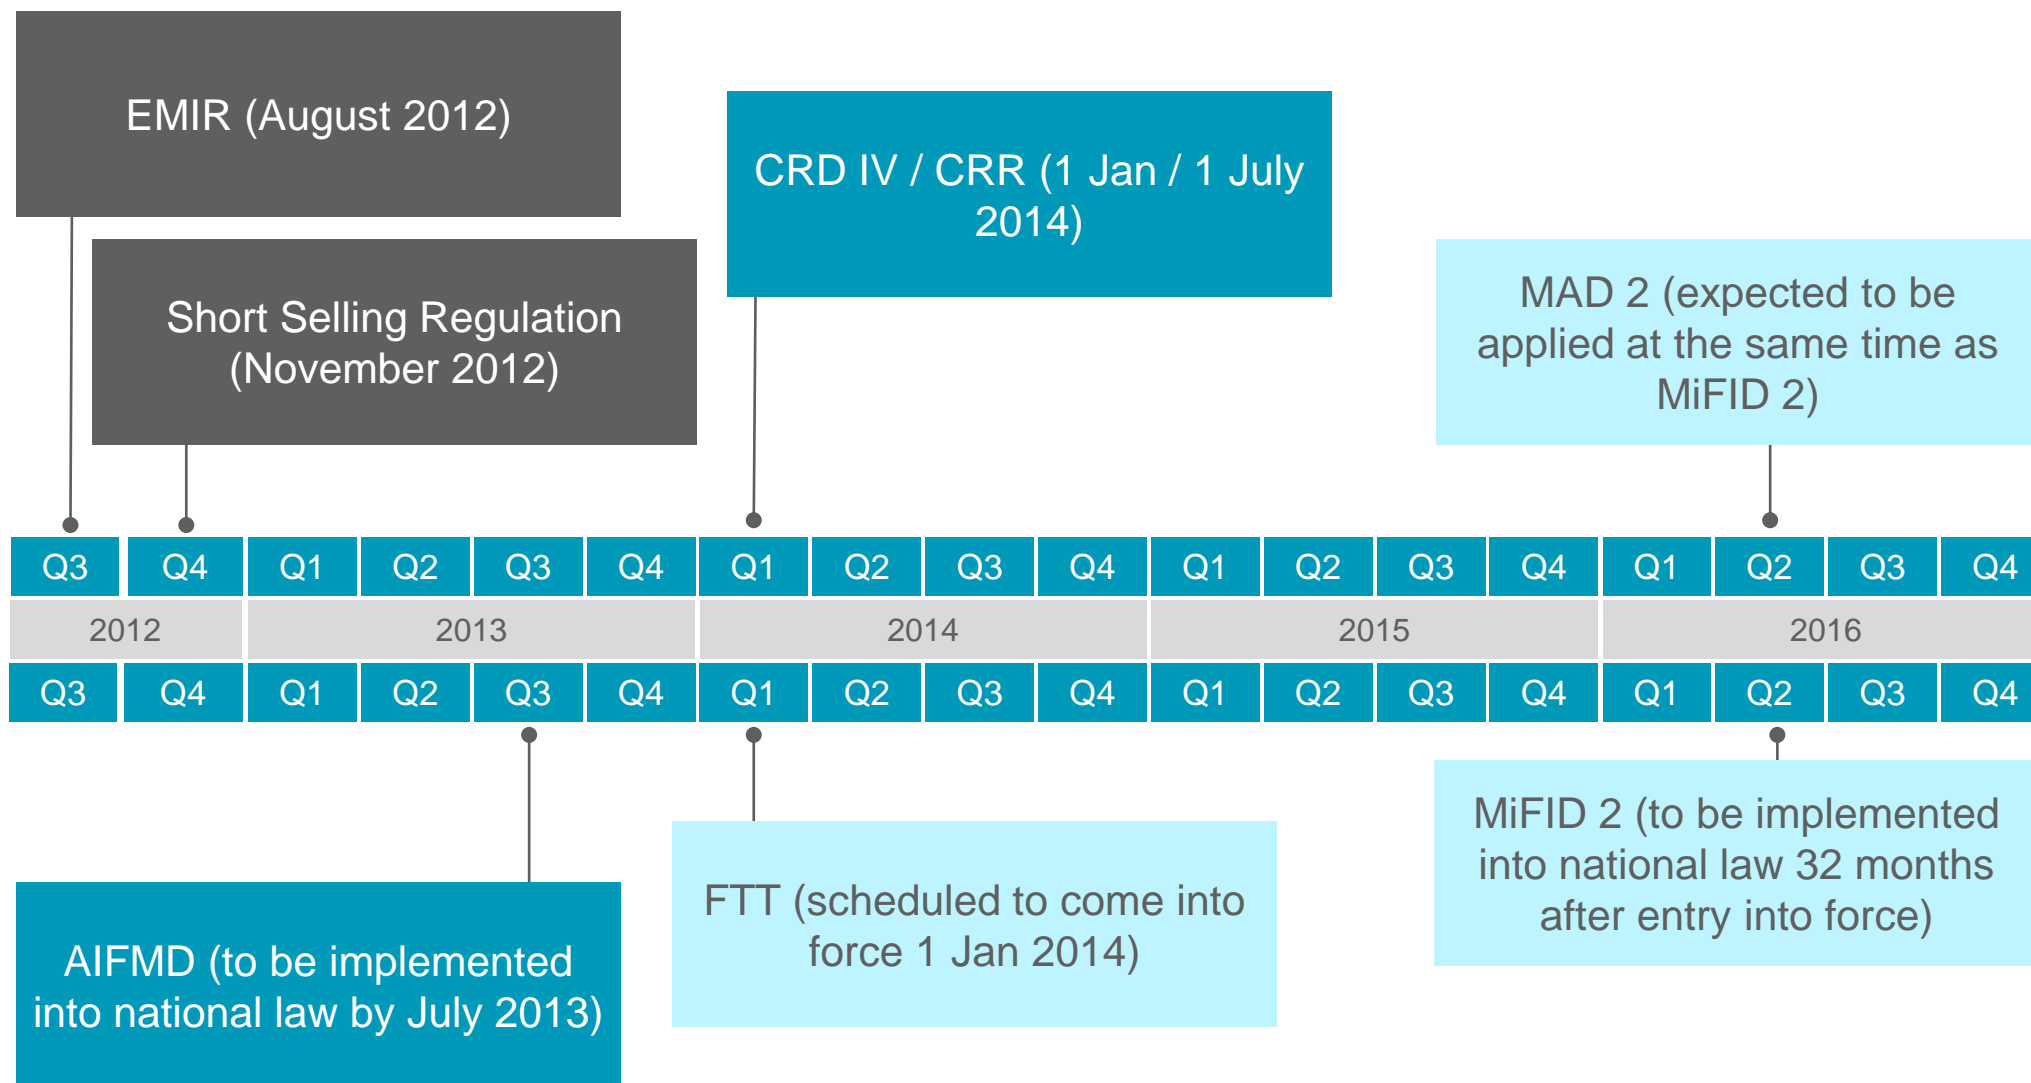 EMIR (August 2012)
CRD IV / CRR (1 Jan / 1 July
2014)
Short Selling Regulation
(November 2012)
MAD 2 (expected to be
applied at the same time as
MiFID 2)
Q3 Q4 Q1 Q2 Q3 Q4 Q1 Q2 Q3 Q4 Q1 Q2 Q3 Q4 Q1 Q2 Q3 Q4
2012 2013 2014 2015 2016
Q3 Q4 Q1 Q2 Q3 Q4 Q1 Q2 Q3 Q4 Q1 Q2 Q3 Q4 Q1 Q2 Q3 Q4
AIFMD (to be implemented
into national law by July 2013)
FTT (scheduled to come into
force 1 Jan 2014)
MiFID 2 (to be implemented
into national law 32 months
after entry into force)